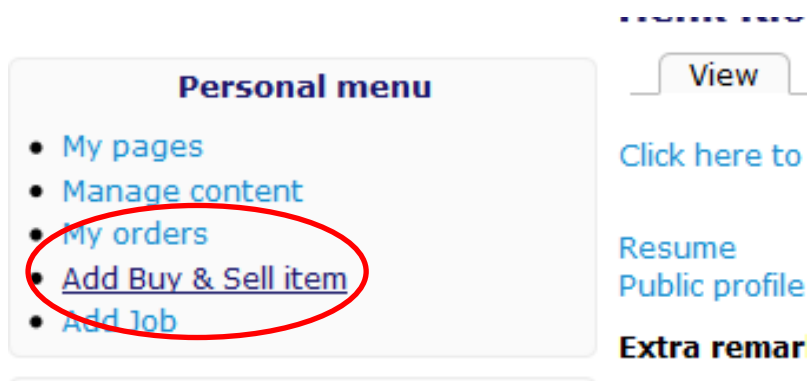 Personal menu
My pages
Manage content
My orders
Add Buy & Sell item
Add Job
View
Click here to
Resume
Public profile
Extra remar